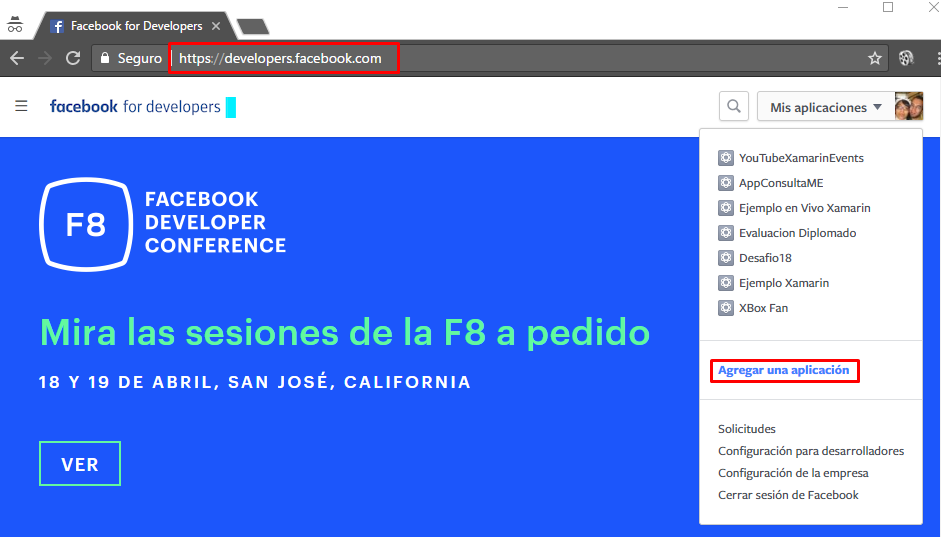 Facebook for Developers
Seguro
https://developers.facebook.com
facebook for developers
Mis aplicaciones
F8
FACEBOOK
DEVELOPER
CONFERENCE
Mira las sesiones de la F8 a pedido
18 Y 19 DE ABRIL, SAN JOSÉ, CALIFORNIA
VER
YouTubeXamarinEvents
AppConsultaME
Ejemplo en Vivo Xamarin
Evaluacion Diplomado
Desafio18
Ejemplo Xamarin
XBox Fan
Agregar una aplicación
Solicitudes
Configuración para desarrolladores
Configuración de la empresa
Cerrar sesión de Facebook